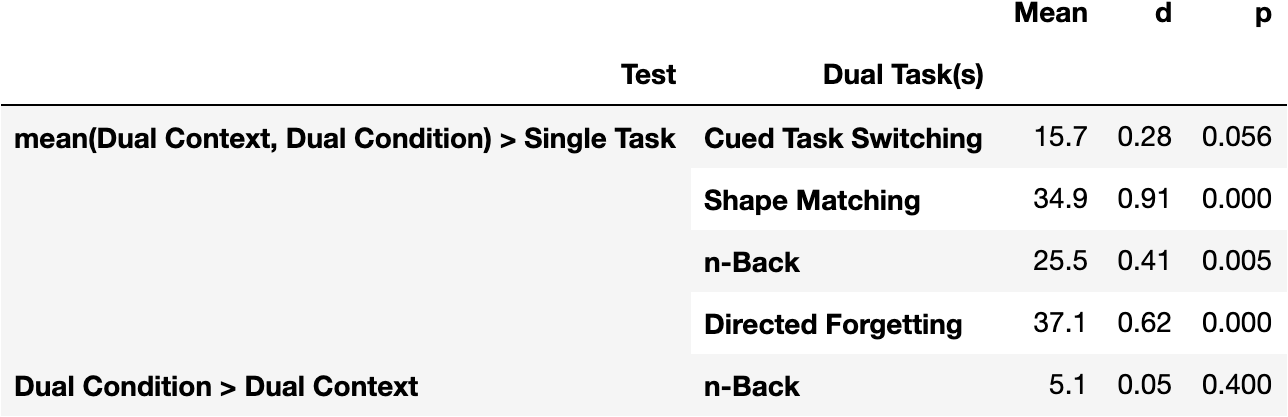 Mean d p
Test Dual Task(s)
mean(Dual Context, Dual Condition) > Single Task Cued Task Switching 15.7 0.28 0.056
Shape Matching 34.9 0.91 0.000
n-Back 25.5 0.41 0.005
Directed Forgetting 37.1 0.62 0.000
Dual Condition > Dual Context n-Back 5.1 0.05 0.400